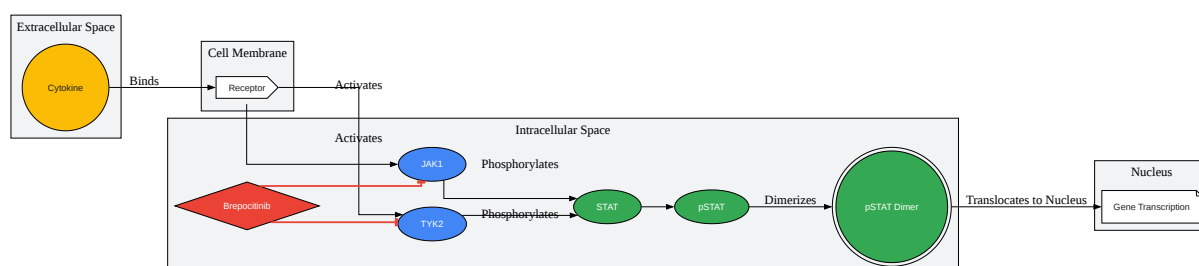 Extracellular Space
Cytokine
Binds
Cell Membrane
Receptor
Activates
Activates
Intracellular Space
JAK1
Phosphorylates
Brepocitinib
TYK2
Phosphorylates
STAT
pSTAT
Dimerizes
pSTAT Dimer
Translocates to Nucleus
Nucleus
Gene Transcription